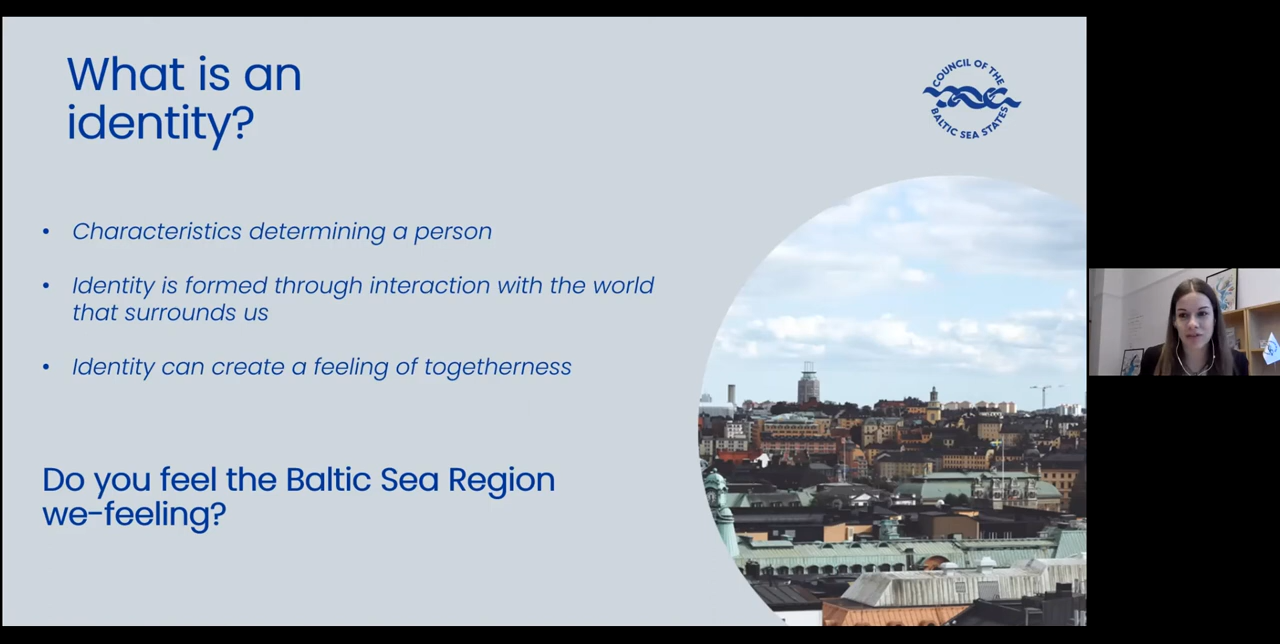 What is an
identity?
COUNCIL OF THE
BALTIC SEA STATES
• Characteristics determining a person
• Identity is formed through interaction with the world
that surrounds us
• Identity can create a feeling of togetherness
Do you feel the Baltic Sea Region
we-feeling?